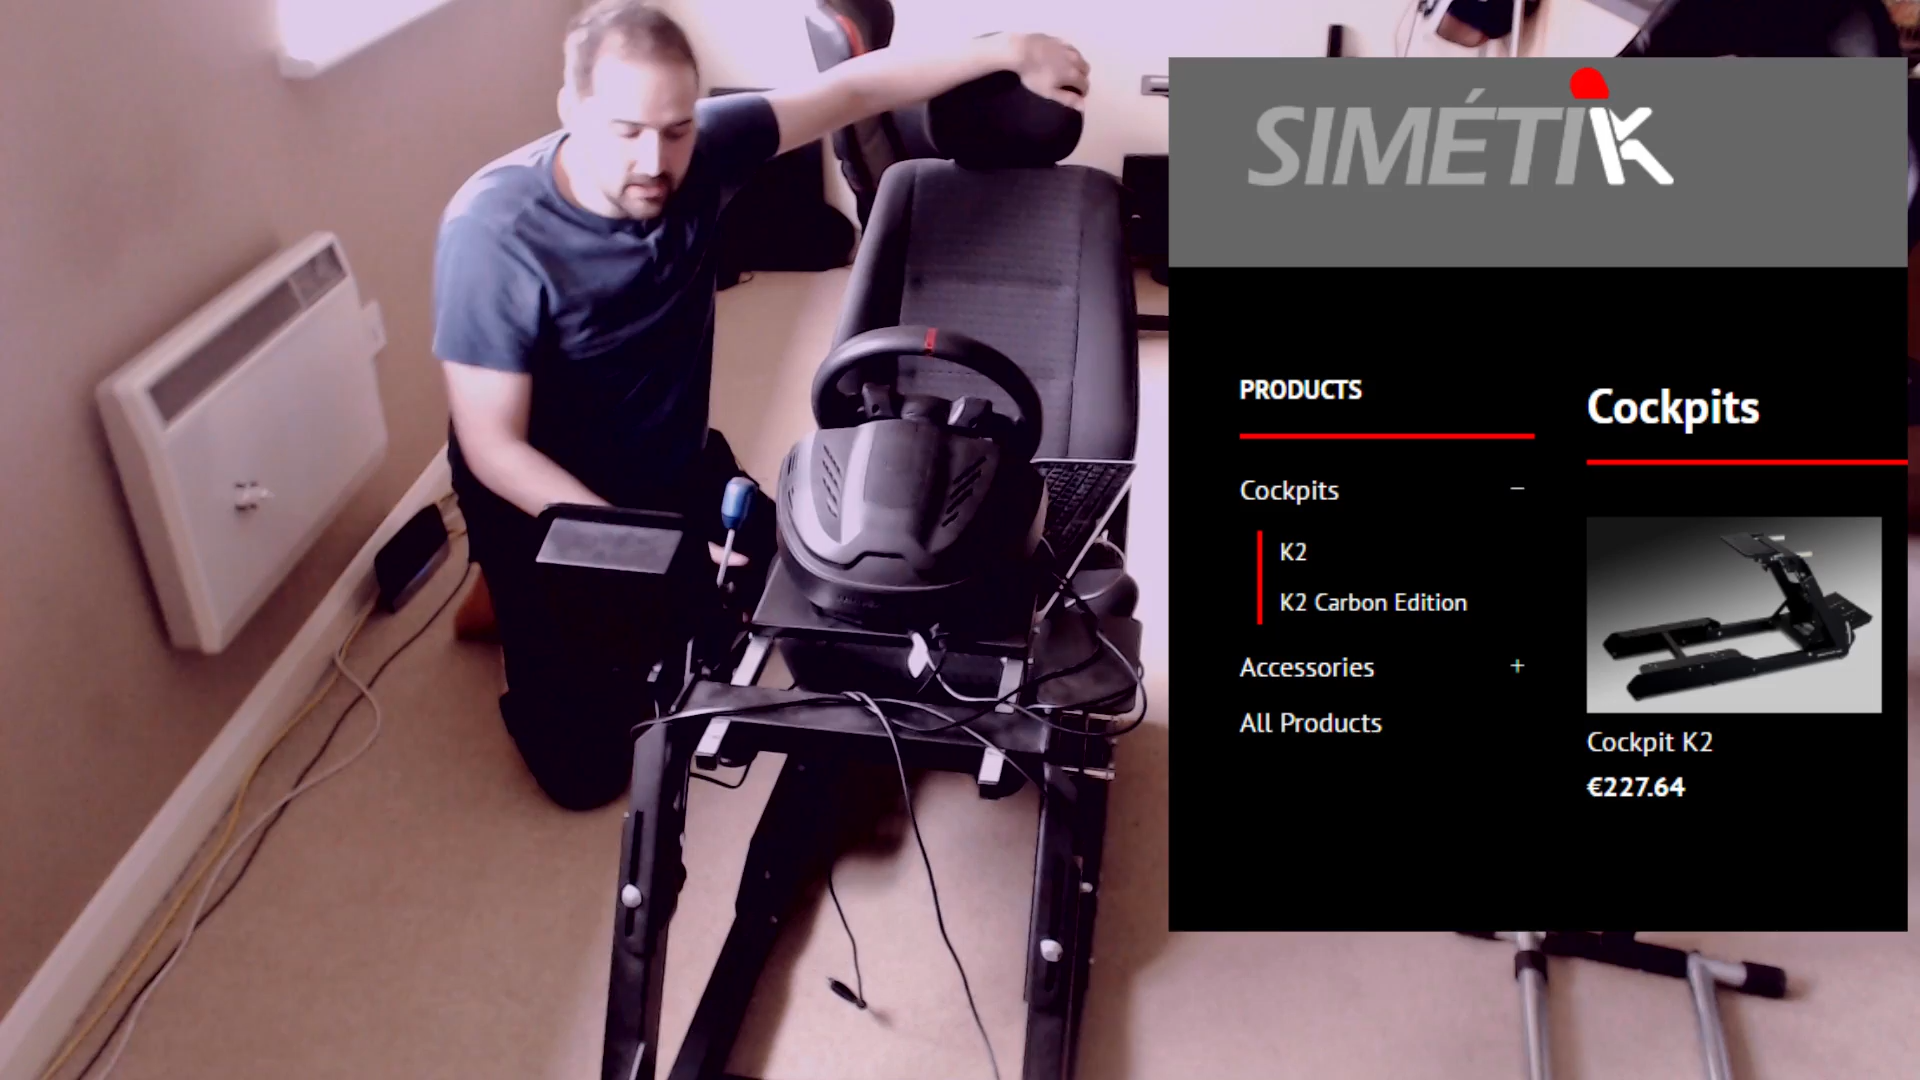 SIMÉTIK
PRODUCTS
Cockpits
Cockpits
K2
K2 Carbon Edition
Accessories
All Products
Cockpit K2
€227.64